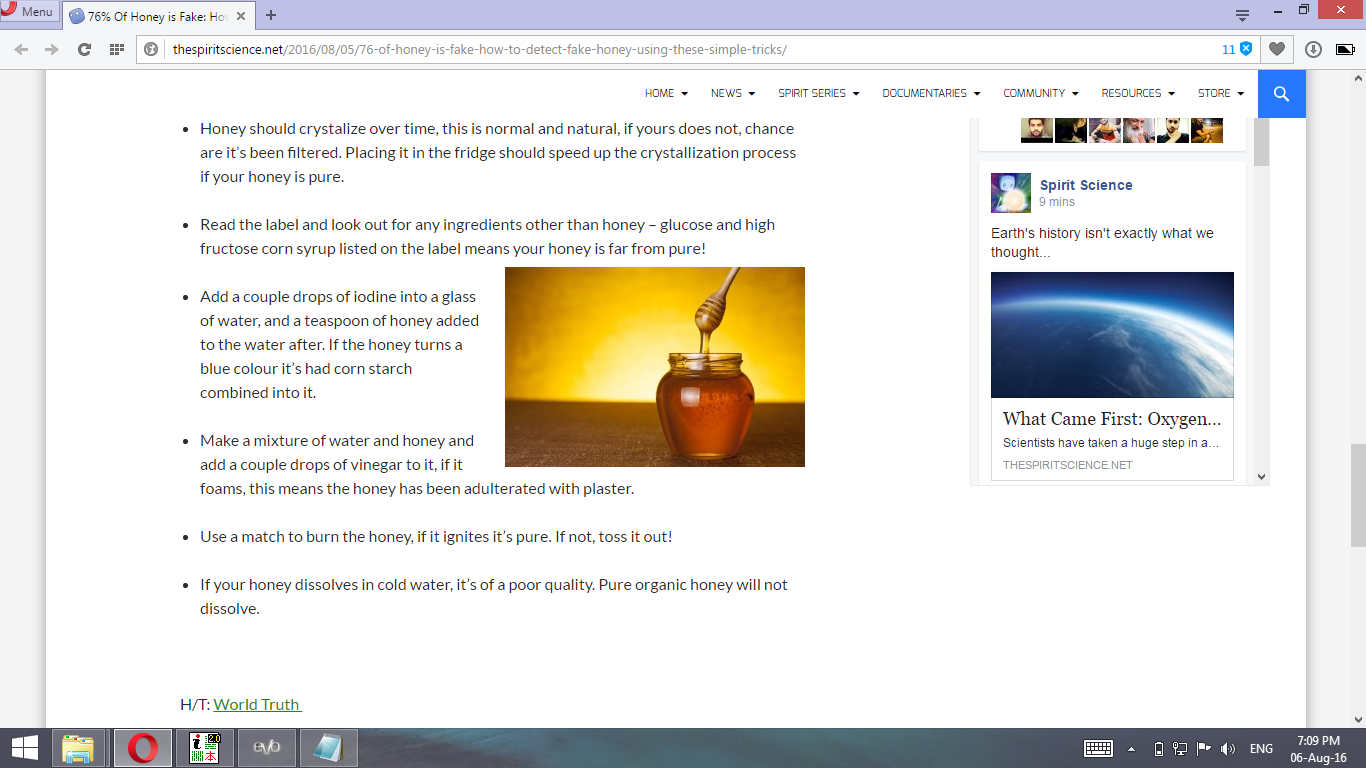 Menu
76% Of Honey is Fake: Ho
thespiritscience.net/2016/08/05/76-of-honey-is-fake-how-to-detect-fake-honey-using-these-simple-tricks/
11
HOME NEWS SPIRIT SERIES DOCUMENTARIES COMMUNITY RESOURCES STORE
Honey should crystalize over time, this is normal and natural, if yours does not, chance
are it’s been filtered. Placing it in the fridge should speed up the crystallization process
if your honey is pure.
Read the label and look out for any ingredients other than honey – glucose and high
fructose corn syrup listed on the label means your honey is far from pure!
Add a couple drops of iodine into a glass
of water, and a teaspoon of honey added
to the water after. If the honey turns a
blue colour it’s had corn starch
combined into it.
Make a mixture of water and honey and
add a couple drops of vinegar to it, if it
foams, this means the honey has been adulterated with plaster.
Use a match to burn the honey, if it ignites it’s pure. If not, toss it out!
If your honey dissolves in cold water, it’s of a poor quality. Pure organic honey will not
dissolve.
H/T: World Truth
Spirit Science
9 mins
Earth's history isn't exactly what we
thought...
What Came First: Oxygen...
Scientists have taken a huge step in a...
THESPIRITSCIENCE.NET
2.0
evo
ENG
7:09 PM
06-Aug-16